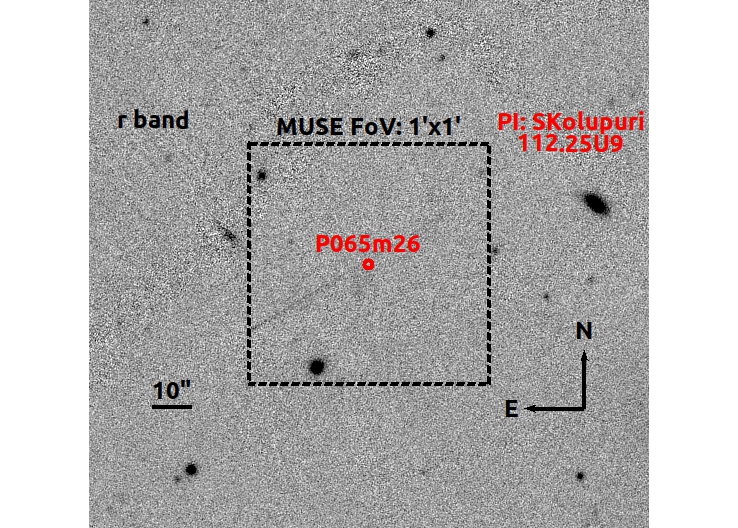 r band
MUSE FoV: 1'x1'
PI: SKolupuri
112.25U9
P065m26
N
10"
E